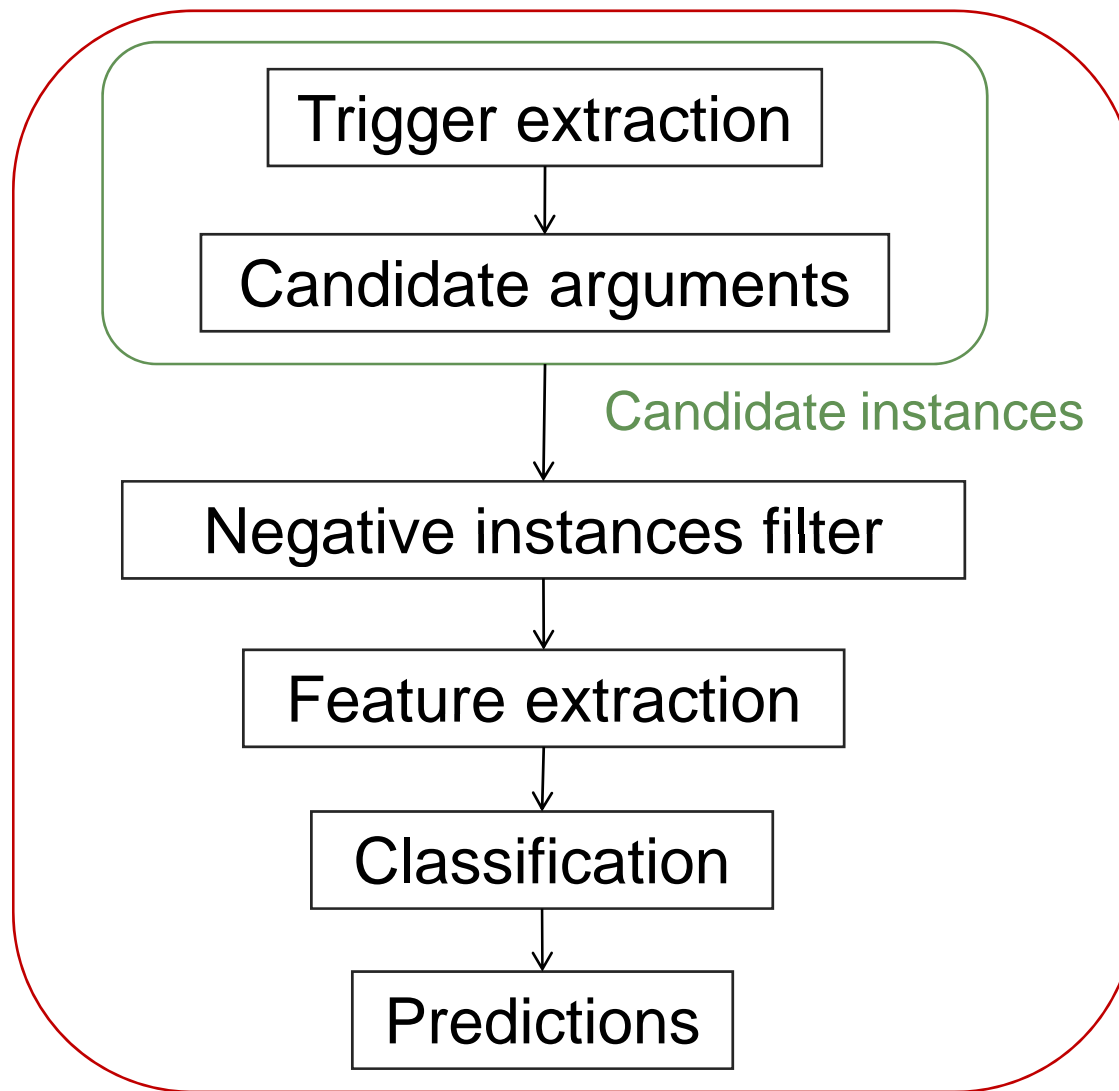 Trigger extraction
Candidate arguments
Candidate instances
Negative instances filter
Feature extraction
Classification
Predictions